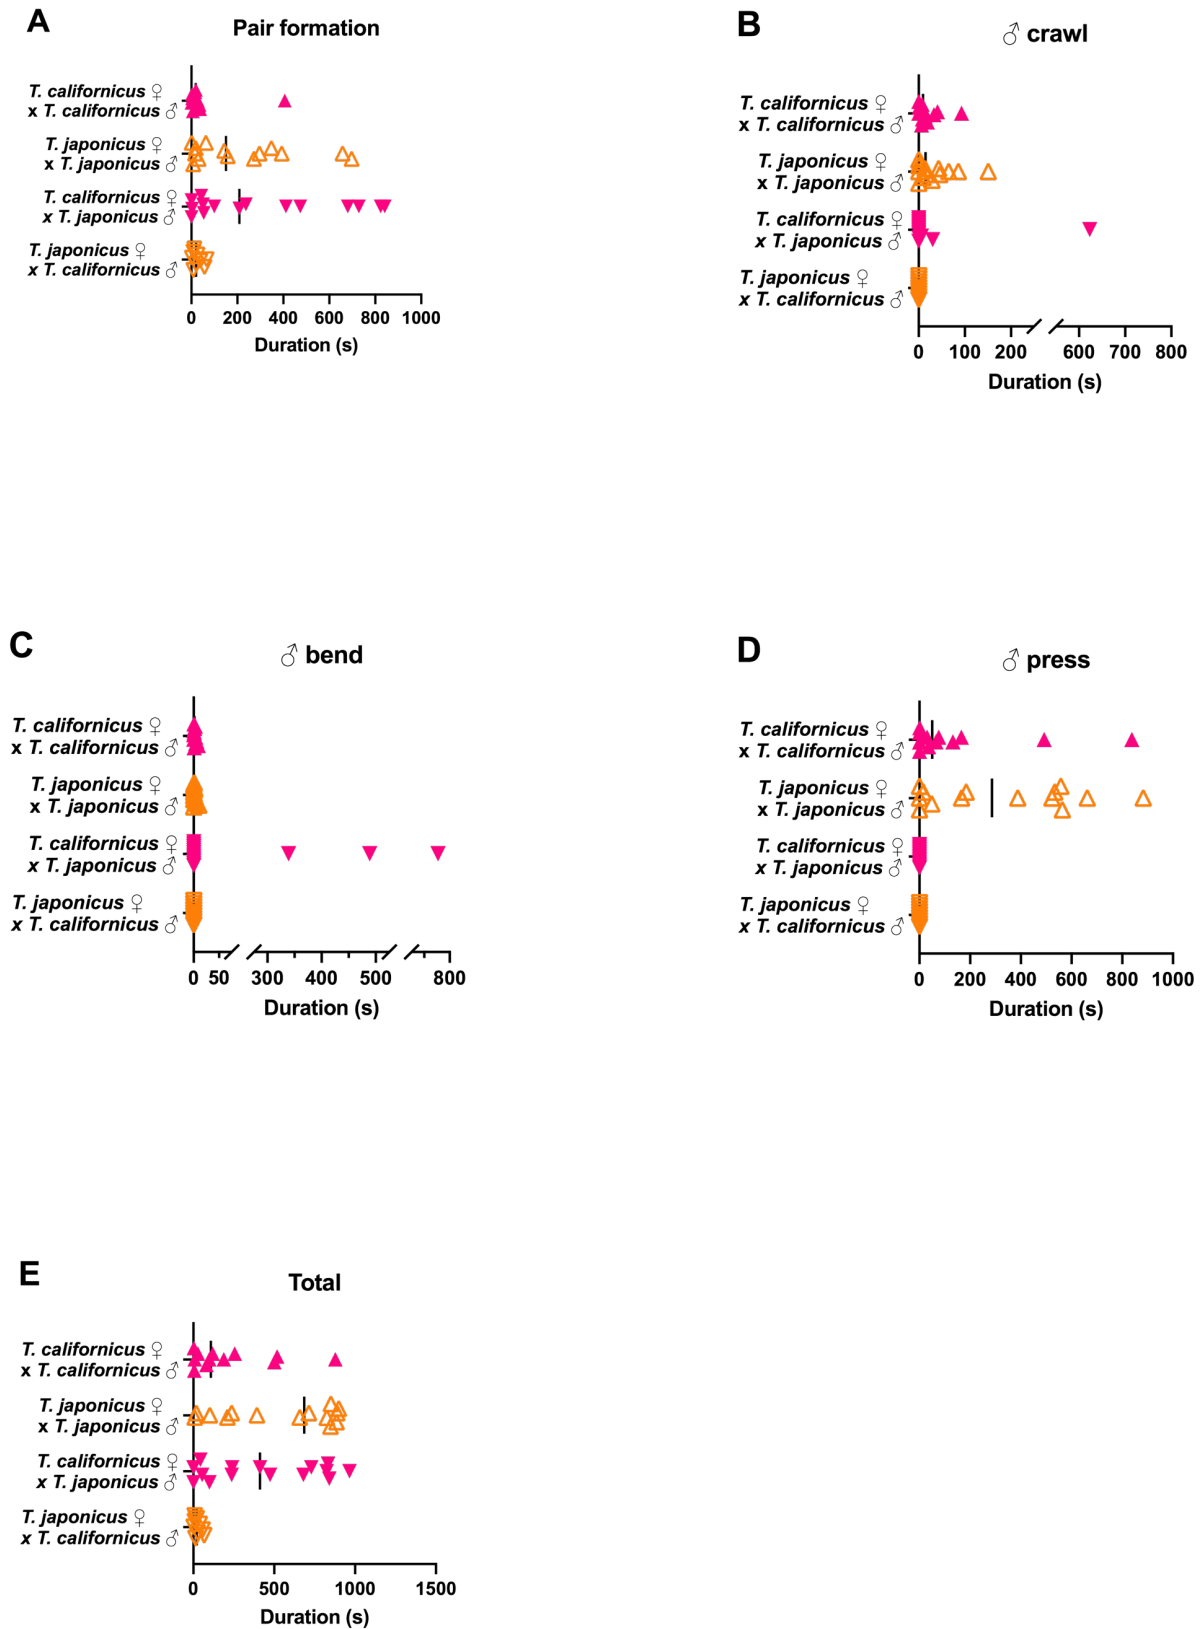 A
Pair formation
T. californicus ♀
x T. californicus ♂
T. japonicus ♀
x T. japonicus ♂
T. californicus ♀
x T. japonicus ♂
T. japonicus ♀
x T. californicus ♂
0 200 400 600 800 1000
Duration (s)
B
♂ crawl
T. californicus ♀
x T. californicus ♂
T. japonicus ♀
x T. japonicus ♂
T. californicus ♀
x T. japonicus ♂
T. japonicus ♀
x T. californicus ♂
0 100 200 600 700 800
Duration (s)
C
♂ bend
T. californicus ♀
x T. californicus ♂
T. japonicus ♀
x T. japonicus ♂
T. californicus ♀
x T. japonicus ♂
T. japonicus ♀
x T. californicus ♂
0 50 300 400 500 800
Duration (s)
D
♂ press
T. californicus ♀
x T. californicus ♂
T. japonicus ♀
x T. japonicus ♂
T. californicus ♀
x T. japonicus ♂
T. japonicus ♀
x T. californicus ♂
0 200 400 600 800 1000
Duration (s)
E
Total
T. californicus ♀
x T. californicus ♂
T. japonicus ♀
x T. japonicus ♂
T. californicus ♀
x T. japonicus ♂
T. japonicus ♀
x T. californicus ♂
0 500 1000 1500
Duration (s)